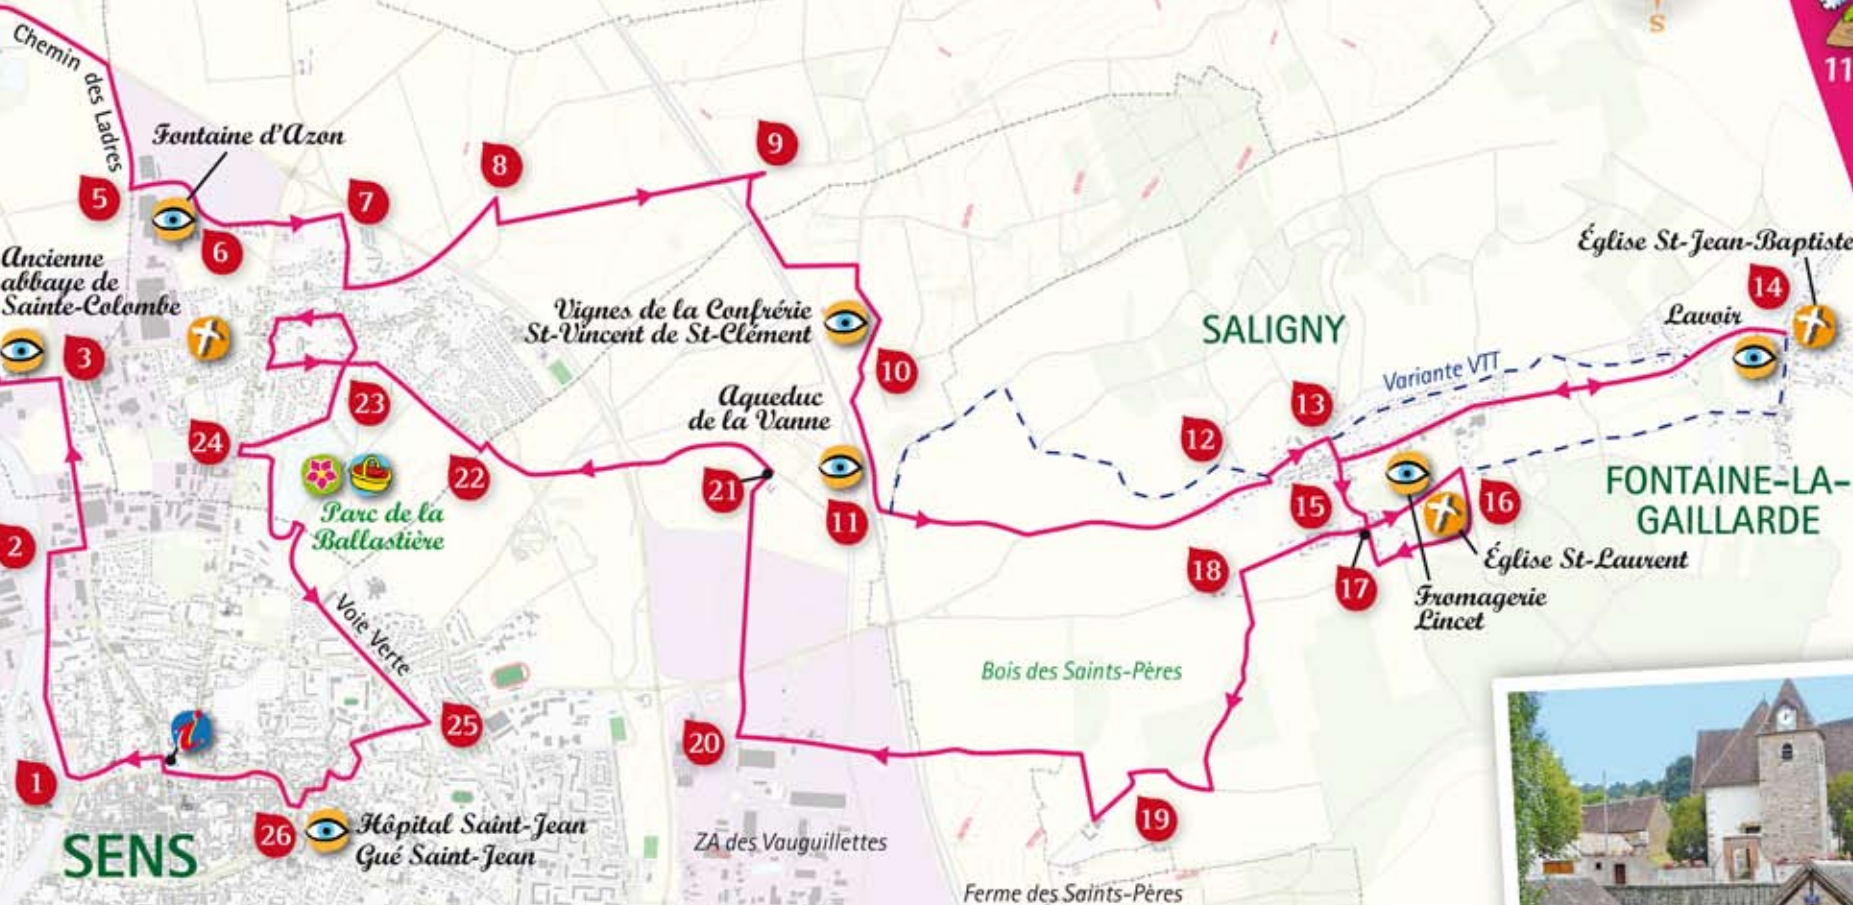 S
11
Chemin des Ladres
Fontaine d'Azon
9
8
5
7
6
Ancienne
abbaye de
Sainte-Colombe
3
Église St-Jean-Baptiste
14
Lavoir
Vignes de la Confrérie
St-Vincent de St-Clément
10
SALIGNY
Variante VTT
Aqueduc
de la Vanne
23
13
12
24
22
21
11
15
16
FONTAINE-LA-
GAILLARDE
Parc de la
Ballastière
2
Église St-Laurent
18
17
Fromagerie
Lincet
Voie Verte
Bois des Saints-Pères
25
20
i
1
19
26
Hôpital Saint-Jean
Gué Saint-Jean
SENS
ZA des Vauguillettes
Ferme des Saints-Pères